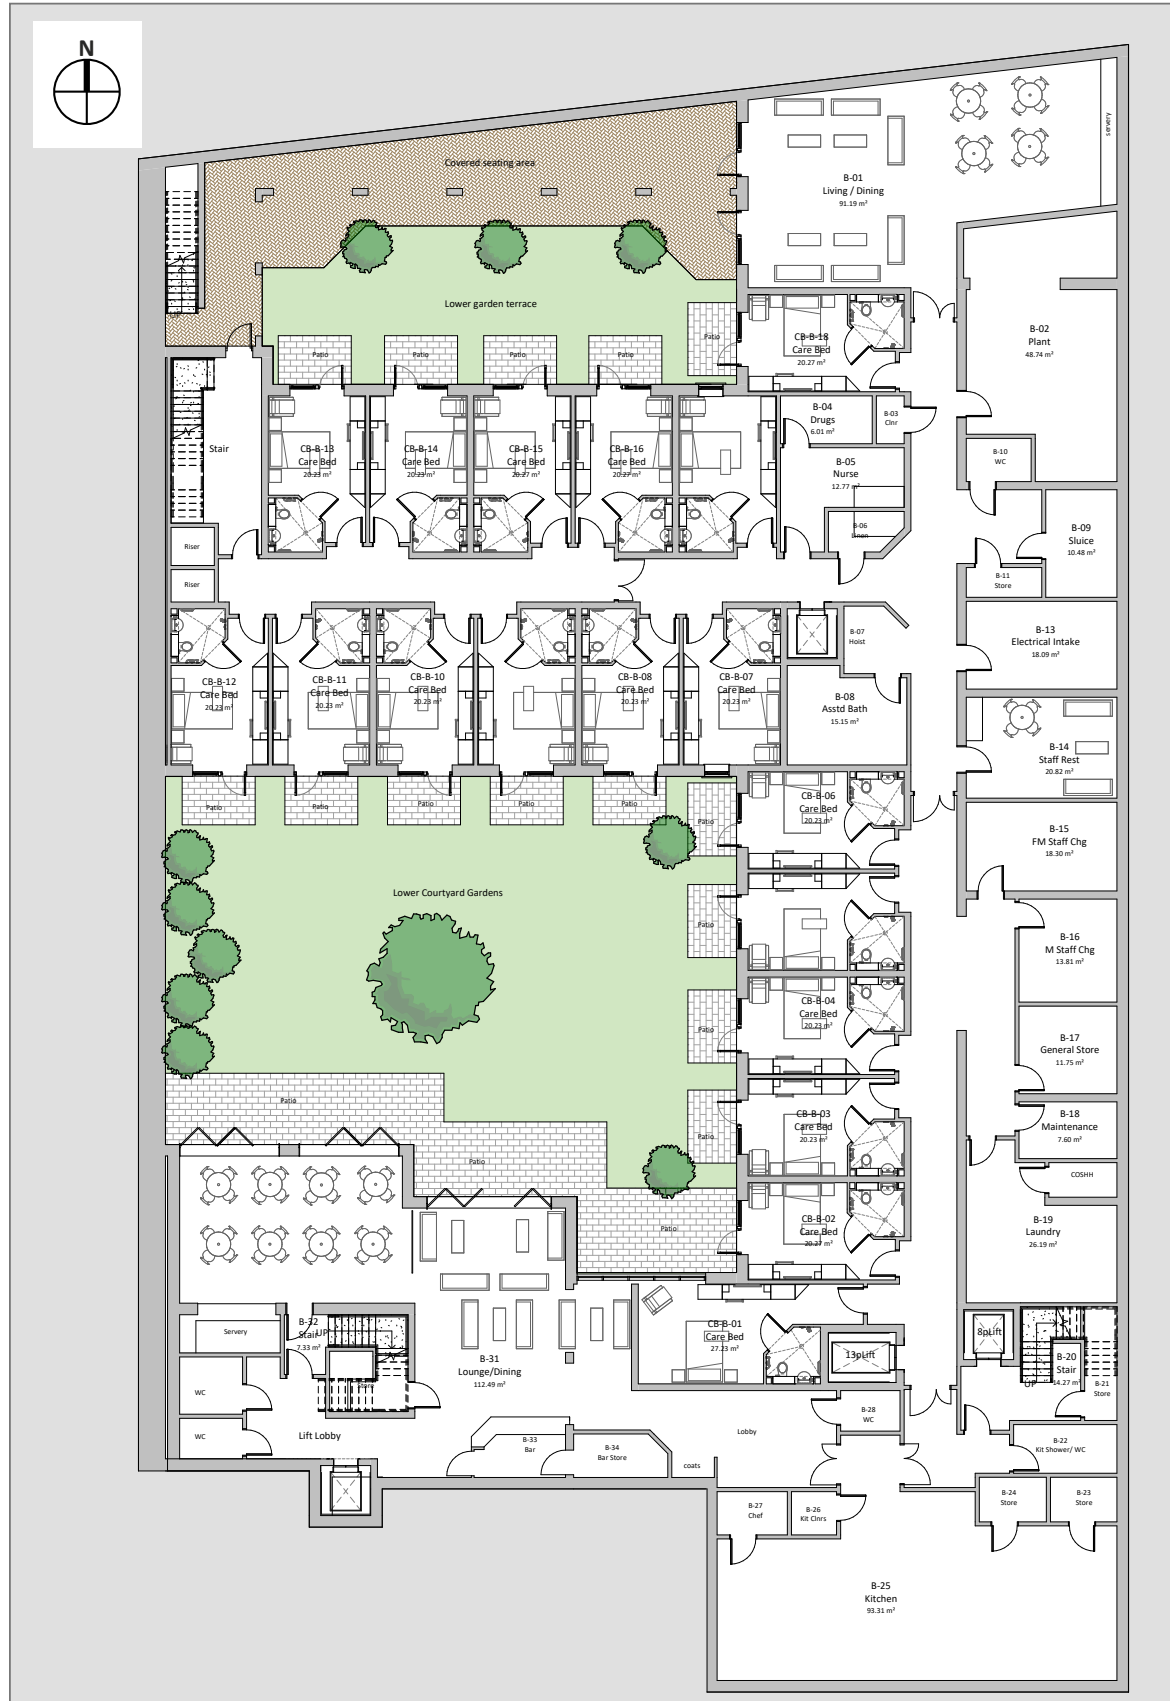 N
Covered seating area
servery
B-01
Living / Dining
91.19 m²
UP
Lower garden terrace
Patio
Patio
Patio
Patio
Patio
CB-B-18
Care Bed
20.27 m²
B-02
Plant
48.74 m²
Stair
CB-B-13
Care Bed
20.23 m²
CB-B-14
Care Bed
20.23 m²
CB-B-15
Care Bed
20.27 m²
CB-B-16
Care Bed
20.27 m²
B-04
Drugs
6.01 m²
B-03
Clnr
B-05
Nurse
12.77 m²
B-06
Linen
B-10
WC
B-09
Sluice
10.48 m²
B-11
Store
Riser
Riser
B-07
Hoist
B-13
Electrical Intake
18.09 m²
CB-B-12
Care Bed
20.23 m²
CB-B-11
Care Bed
20.23 m²
CB-B-10
Care Bed
20.23 m²
CB-B-08
Care Bed
20.23 m²
CB-B-07
Care Bed
20.23 m²
B-08
Asstd Bath
15.15 m²
B-14
Staff Rest
20.82 m²
Patio
Patio
Patio
Patio
Patio
Patio
CB-B-06
Care Bed
20.23 m²
B-15
FM Staff Chg
18.30 m²
Lower Courtyard Gardens
Patio
B-16
M Staff Chg
13.81 m²
Patio
CB-B-04
Care Bed
20.23 m²
B-17
General Store
11.75 m²
Patio
Patio
CB-B-03
Care Bed
20.23 m²
B-18
Maintenance
7.60 m²
Patio
COSHH
Patio
CB-B-02
Care Bed
20.27 m²
B-19
Laundry
26.19 m²
Servery
B-32
Stair
7.33 m²
UP
Store
CB-B-01
Care Bed
27.23 m²
13pLift
8pLift
B-20
Stair
14.27 m²
UP
B-21
Store
B-31
Lounge/Dining
112.49 m²
WC
WC
Lift Lobby
B-33
Bar
B-34
Bar Store
coats
Lobby
B-28
WC
B-22
Kit Shower/ WC
B-27
Chef
B-26
Kit Clnrs
B-24
Store
B-23
Store
B-25
Kitchen
93.31 m²